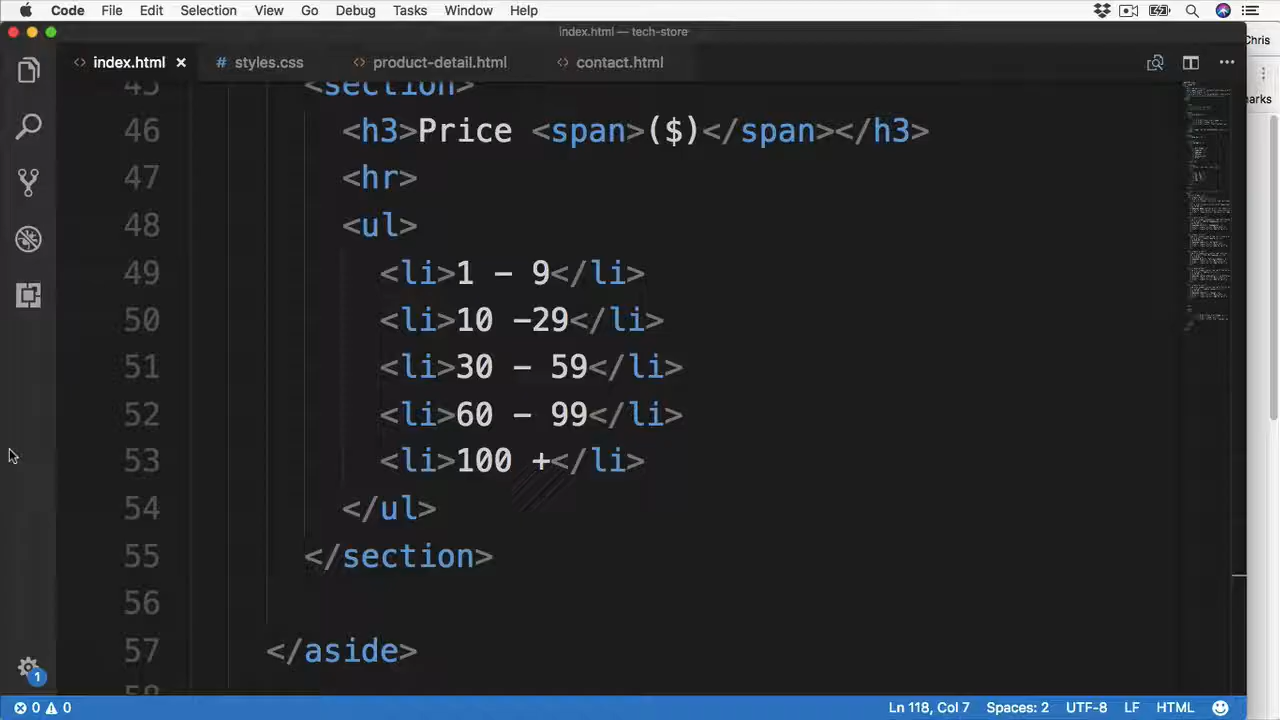 Code File Edit Selection View Go Debug Tasks Window Help
index.html — tech-store
Chris
<> index.html × # styles.css <> product-detail.html <> contact.html
arks
45 <section>
46 <h3>Price <span>($)</span></h3>
47 <hr>
48 <ul>
49 <li>1 – 9</li>
50 <li>10 –29</li>
51 <li>30 – 59</li>
52 <li>60 – 99</li>
53 <li>100 +</li>
54 </ul>
55 </section>
56
57 </aside>
58
1
0 0 Ln 118, Col 7 Spaces: 2 UTF-8 LF HTML